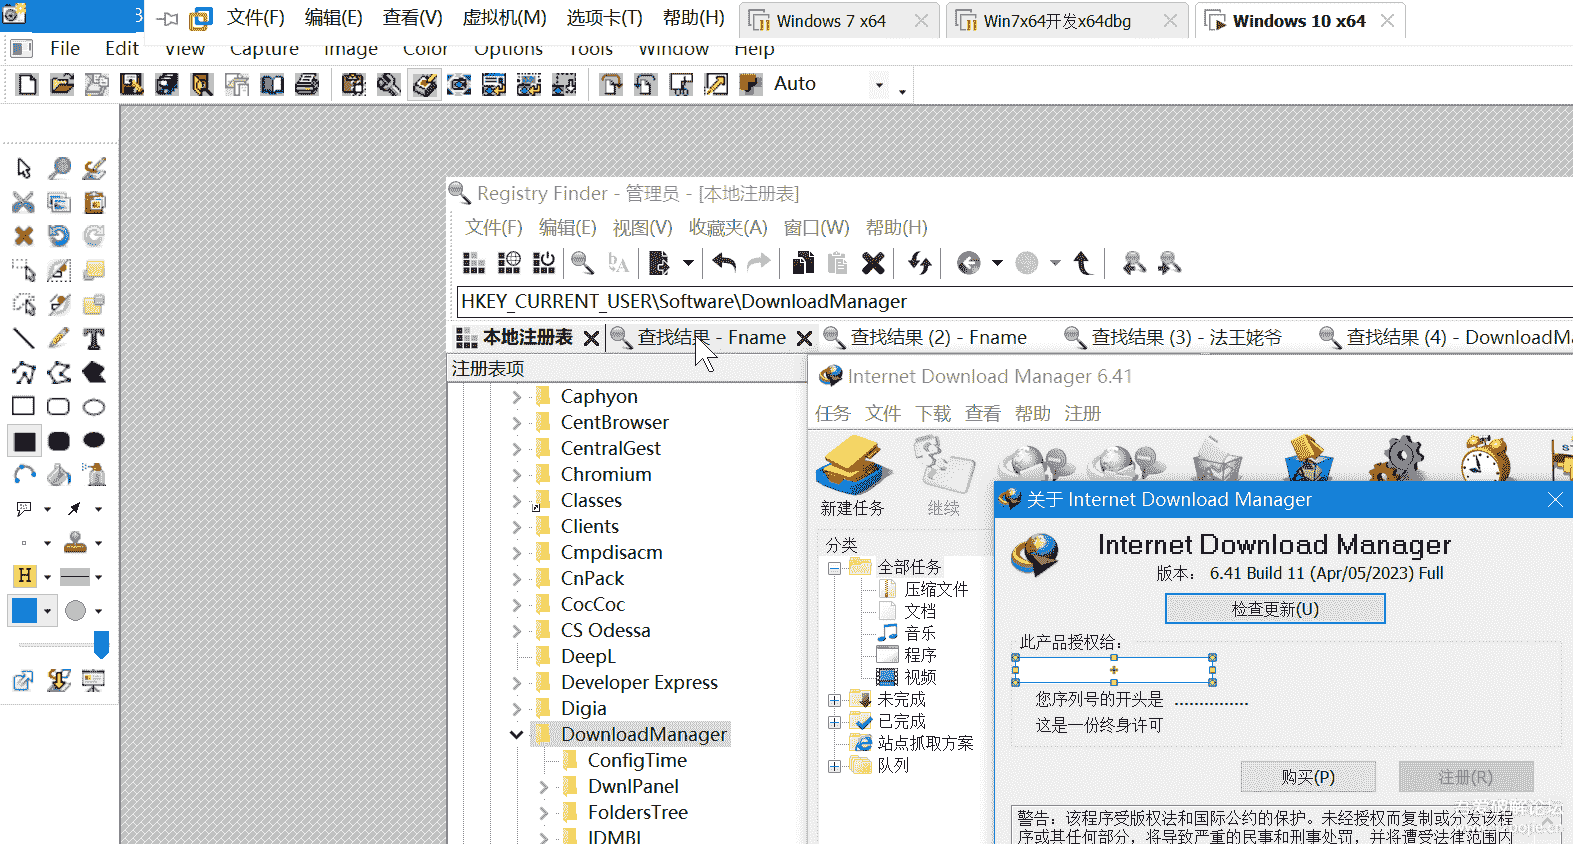 文件(F) 编辑(E) 查看(V) 虚拟机(M) 选项卡(T) 帮助(H) Windows 7 x64 Win7x64开发x64dbg Windows 10 x64
File Edit View Capture Image Color Options Tools Window Help
Auto
Registry Finder - 管理员 - [本地注册表]
文件(F) 编辑(E) 视图(V) 收藏夹(A) 窗口(W) 帮助(H)
HKEY_CURRENT_USER\Software\DownloadManager
本地注册表 查找结果 - Fname 查找结果 (2) - Fname 查找结果 (3) - 法王姥爷 查找结果 (4) - DownloadMa
注册表项
Caphyon
CentBrowser
CentralGest
Chromium
Classes
Clients
Cmpdisacm
CnPack
CocCoc
CS Odessa
DeepL
Developer Express
Digia
DownloadManager
ConfigTime
DwnlPanel
FoldersTree
IDMBI
Internet Download Manager 6.41
任务 文件 下载 查看 帮助 注册
新建任务 继续
分类
全部任务
压缩文件
文档
音乐
程序
视频
未完成
已完成
站点抓取方案
队列
关于 Internet Download Manager
Internet Download Manager
版本: 6.41 Build 11 (Apr/05/2023) Full
检查更新(U)
此产品授权给:
您序列号的开头是 ...............
这是一份终身许可
购买(P) 注册(R)
警告: 该程序受版权法和国际公约的保护。未经授权而复制或分发该程
序或其任何部分，将导致严重的民事和刑事处罚，并将遭受法律范围内
吾爱破解论坛